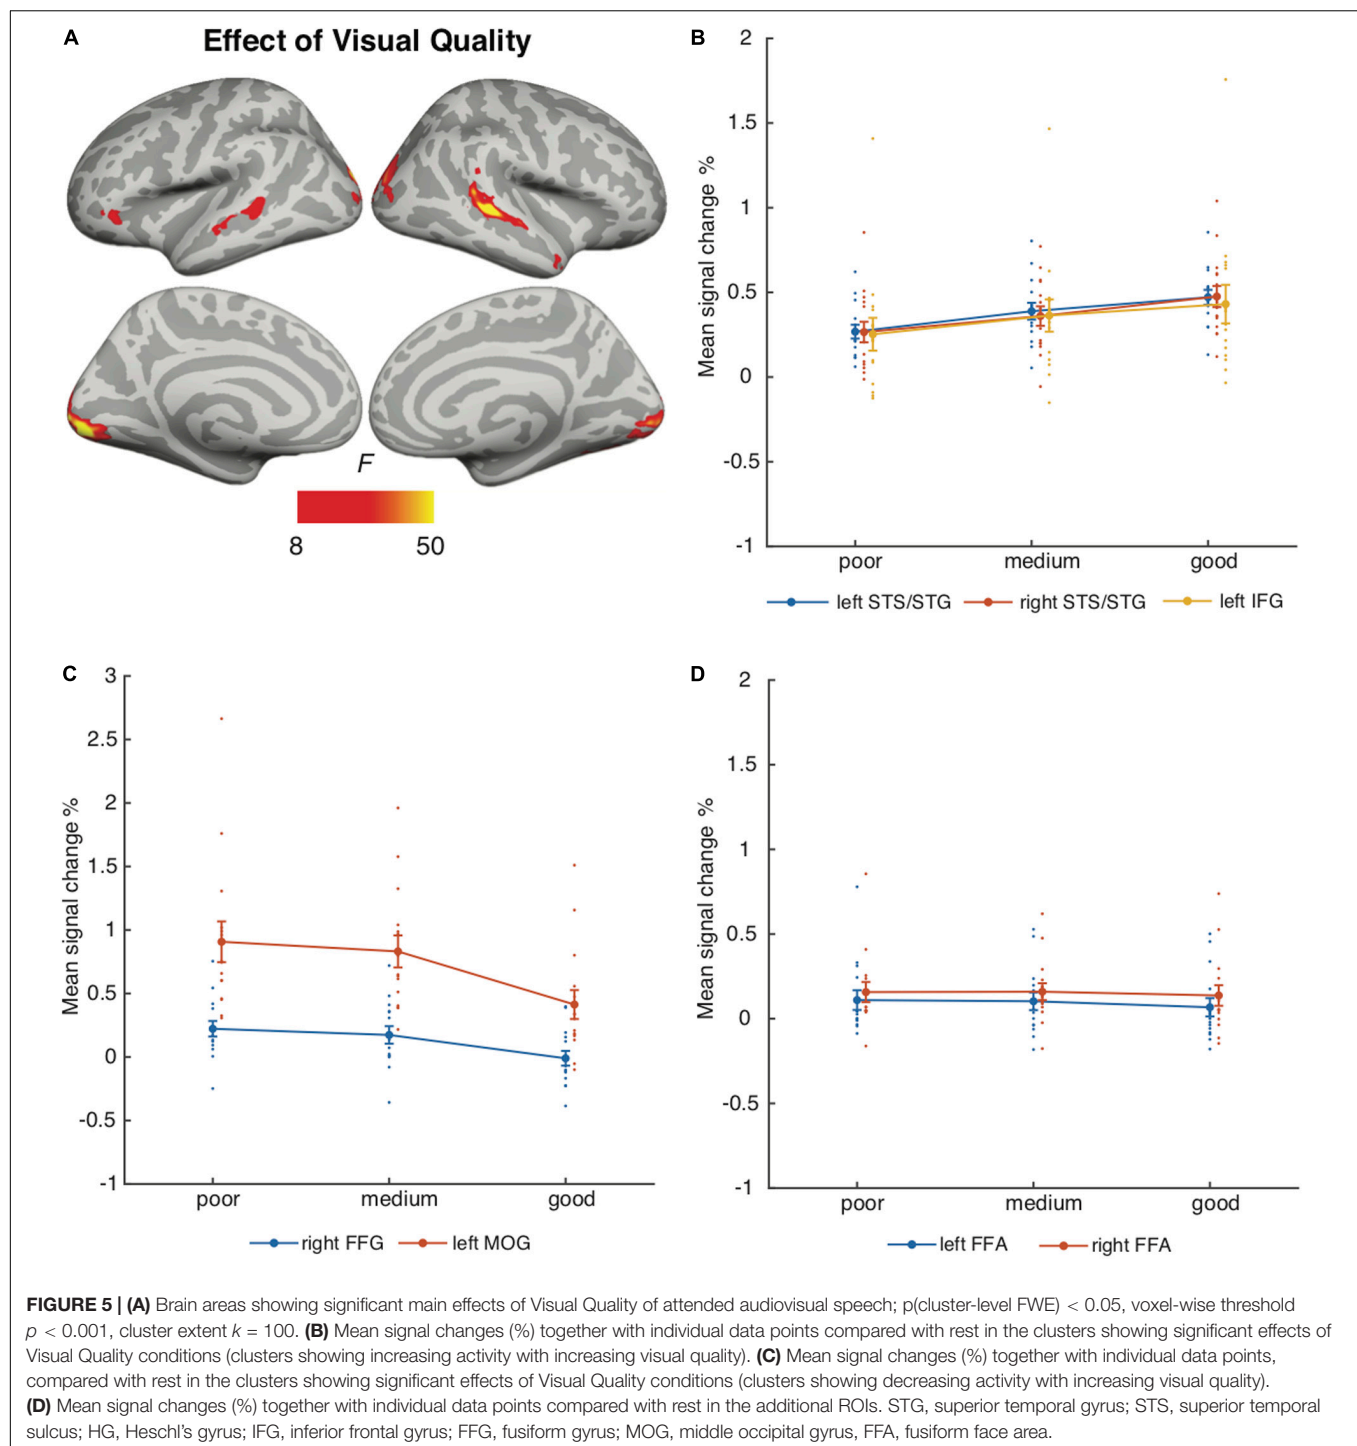 A
Effect of Visual Quality
F
8 50
B
2
1.5
1
0.5
0
-0.5
-1
Mean signal change %
poor medium good
left STS/STG right STS/STG left IFG
C
3
2.5
2
1.5
1
0.5
0
-0.5
-1
Mean signal change %
poor medium good
right FFG left MOG
D
2
1.5
1
0.5
0
-0.5
-1
Mean signal change %
poor medium good
left FFA right FFA
FIGURE 5 | (A) Brain areas showing significant main effects of Visual Quality of attended audiovisual speech; p(cluster-level FWE) < 0.05, voxel-wise threshold
p < 0.001, cluster extent k = 100. (B) Mean signal changes (%) together with individual data points compared with rest in the clusters showing significant effects of
Visual Quality conditions (clusters showing increasing activity with increasing visual quality). (C) Mean signal changes (%) together with individual data points,
compared with rest in the clusters showing significant effects of Visual Quality conditions (clusters showing decreasing activity with increasing visual quality).
(D) Mean signal changes (%) together with individual data points compared with rest in the additional ROIs. STG, superior temporal gyrus; STS, superior temporal
sulcus; HG, Heschl's gyrus; IFG, inferior frontal gyrus; FFG, fusiform gyrus; MOG, middle occipital gyrus, FFA, fusiform face area.